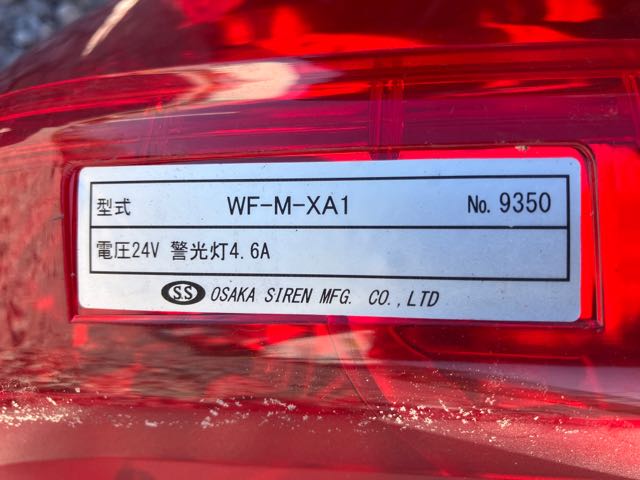 型式 WF-M-XA1 No. 9350
電圧24V 警光灯4.6A
SS OSAKA SIREN MFG. CO.,LTD